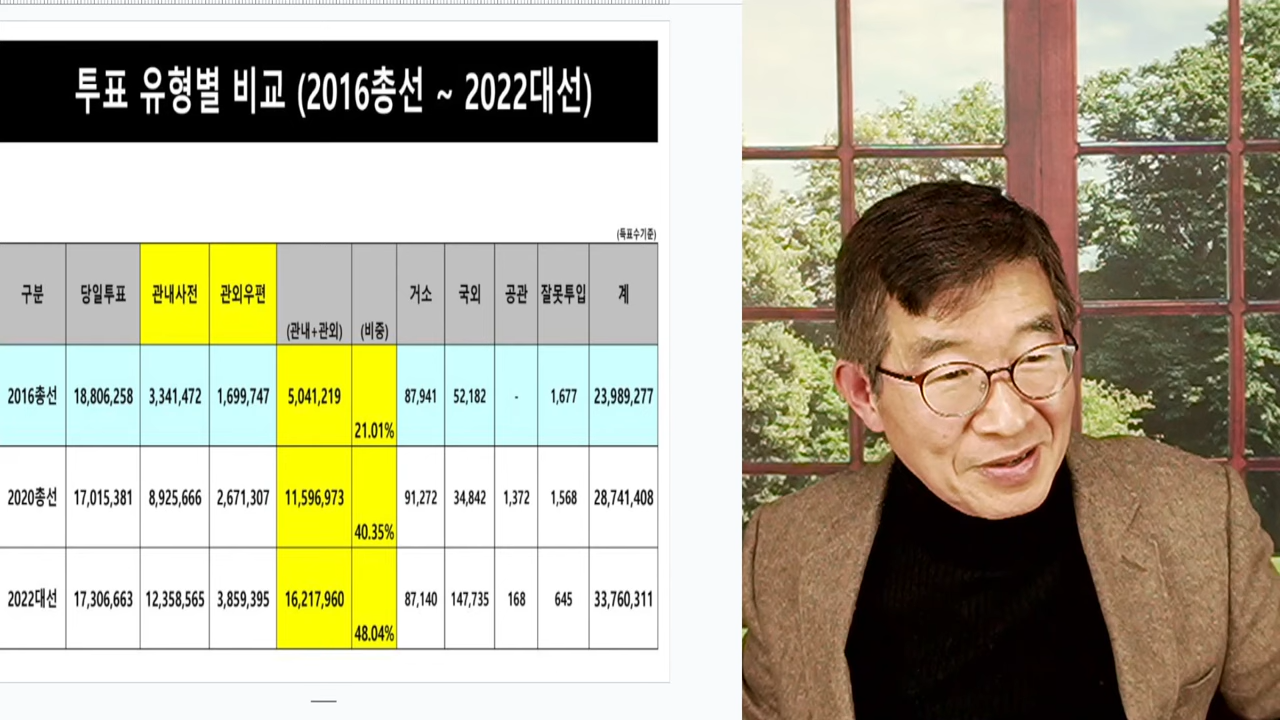 투표 유형별 비교 (2016총선 ~ 2022대선)
(득표수기준)
구분 당일투표 관내사전 관외우편 (관내+관외) (비중) 거소 국외 공관 잘못투입 계
2016총선 18,806,258 3,341,472 1,699,747 5,041,219 21.01% 87,941 52,182 - 1,677 23,989,277
2020총선 17,015,381 8,925,666 2,671,307 11,596,973 40.35% 91,272 34,842 1,372 1,568 28,741,408
2022대선 17,306,663 12,358,565 3,859,395 16,217,960 48.04% 87,140 147,735 168 645 33,760,311